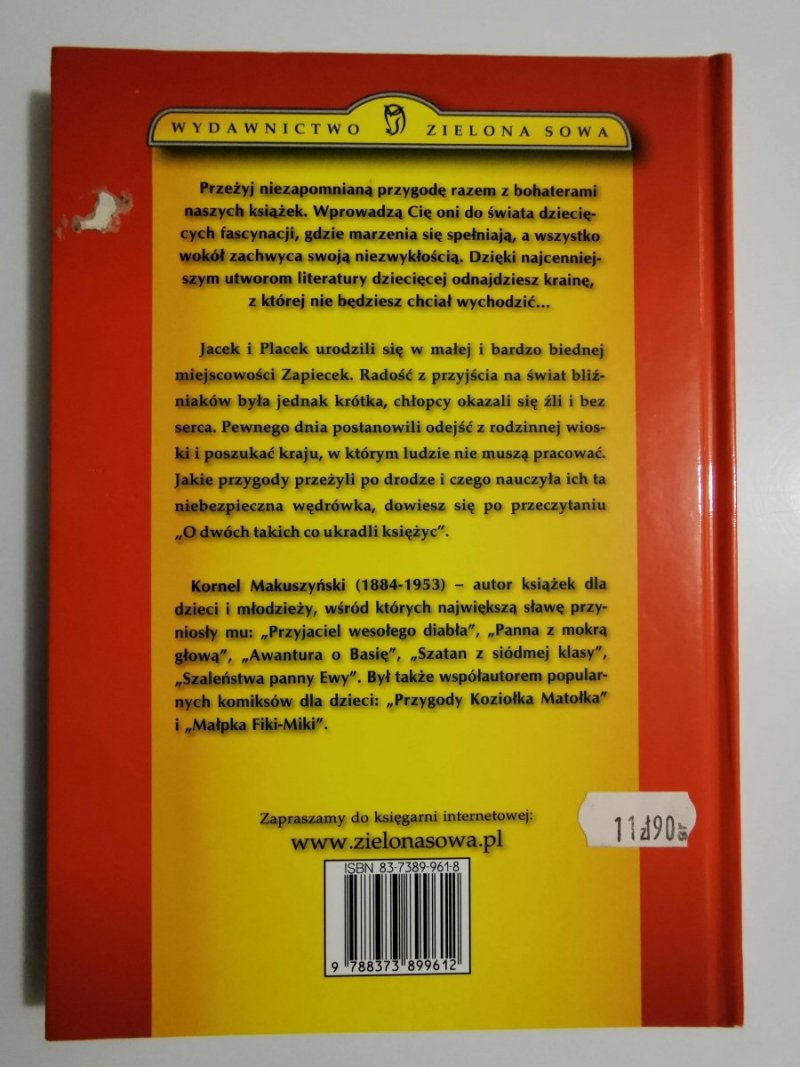 WYDAWNICTWO ZIELONA SOWA
Przeżyj niezapomnianą przygodę razem z bohaterami
naszych książek. Wprowadzą Cię oni do świata dziecię-
cych fascynacji, gdzie marzenia się spełniają, a wszystko
wokół zachwyca swoją niezwykłością. Dzięki najcenniej-
szym utworom literatury dziecięcej odnajdziesz krainę,
z której nie będziesz chciał wychodzić...
Jacek i Placek urodzili się w małej i bardzo biednej
miejscowości Zapiecek. Radość z przyjścia na świat bliź-
niaków była jednak krótka, chłopcy okazali się źli i bez
serca. Pewnego dnia postanowili odejść z rodzinnej wios-
ki i poszukać kraju, w którym ludzie nie muszą pracować.
Jakie przygody przeżyli po drodze i czego nauczyła ich ta
niebezpieczna wędrówka, dowiesz się po przeczytaniu
„O dwóch takich co ukradli księżyc”.
Kornel Makuszyński (1884-1953) – autor książek dla
dzieci i młodzieży, wśród których największą sławę przy-
niosły mu: „Przyjaciel wesołego diabła”, „Panna z mokrą
głową”, „Awantura o Basię”, „Szatan z siódmej klasy”,
„Szaleństwa panny Ewy”. Był także współautorem popular-
nych komiksów dla dzieci: „Przygody Koziołka Matołka”
i „Małpka Fiki-Miki”.
Zapraszamy do księgarni internetowej:
www.zielonasowa.pl
11zł90gr
ISBN 83-7389-961-8
9 788373 899612